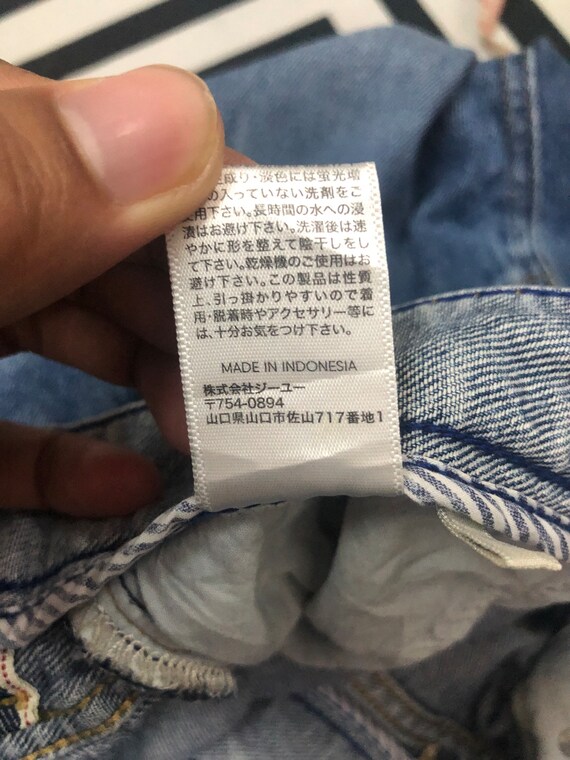 成り・淡色には蛍光増
の入っていない洗剤をご
使用下さい。長時間の水への浸
漬はお避け下さい。洗濯後は速
やかに形を整えて陰干しをし
て下さい。乾燥機のご使用はお
避け下さい。この製品は性質
上、引っ掛かりやすいので着
用・脱着時やアクセサリー等に
は、十分お気をつけ下さい。
MADE IN INDONESIA
株式会社ジーユー
〒754-0894
山口県山口市佐山717番地1